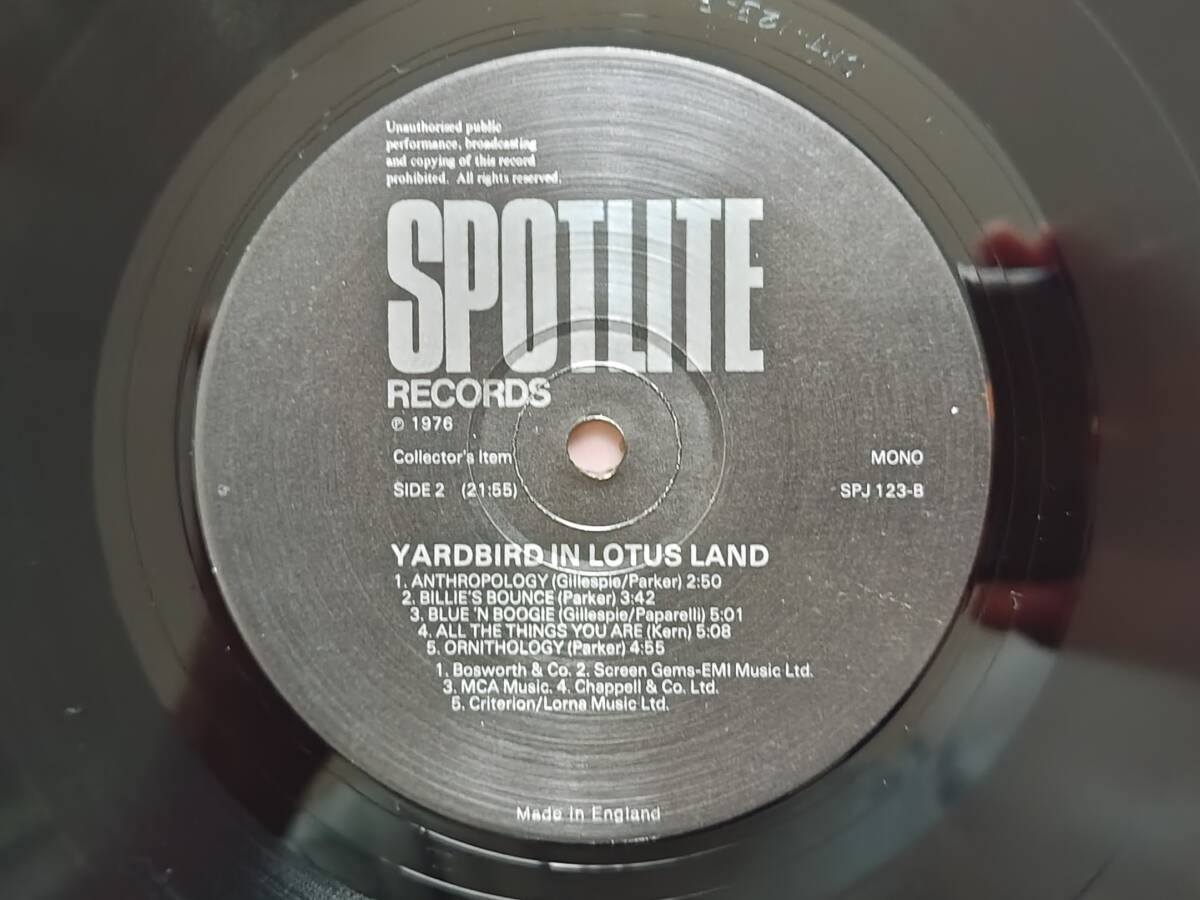 Unauthorised public
performance, broadcasting
and copying of this record
prohibited. All rights reserved.
SPOTLITE
RECORDS
℗ 1976
Collector's Item
MONO
SIDE 2 (21:55)
SPJ 123-B
YARDBIRD IN LOTUS LAND
1. ANTHROPOLOGY (Gillespie/Parker) 2:50
2. BILLIE'S BOUNCE (Parker) 3:42
3. BLUE 'N BOOGIE (Gillespie/Paparelli) 5:01
4. ALL THE THINGS YOU ARE (Kern) 5:08
5. ORNITHOLOGY (Parker) 4:55
1. Bosworth & Co. 2. Screen Gems-EMI Music Ltd.
3. MCA Music. 4. Chappell & Co. Ltd.
5. Criterion/Lorna Music Ltd.
Made in England